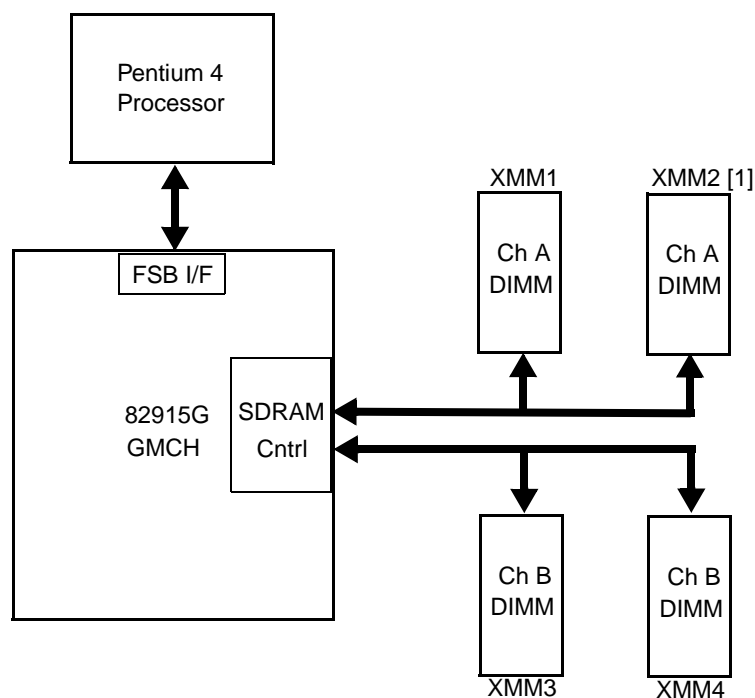 Pentium 4
Processor
XMM1
XMM2 [1]
Ch A
DIMM
Ch A
DIMM
FSB I/F
82915G
GMCH
SDRAM
Cntrl
Ch B
DIMM
Ch B
DIMM
XMM3
XMM4